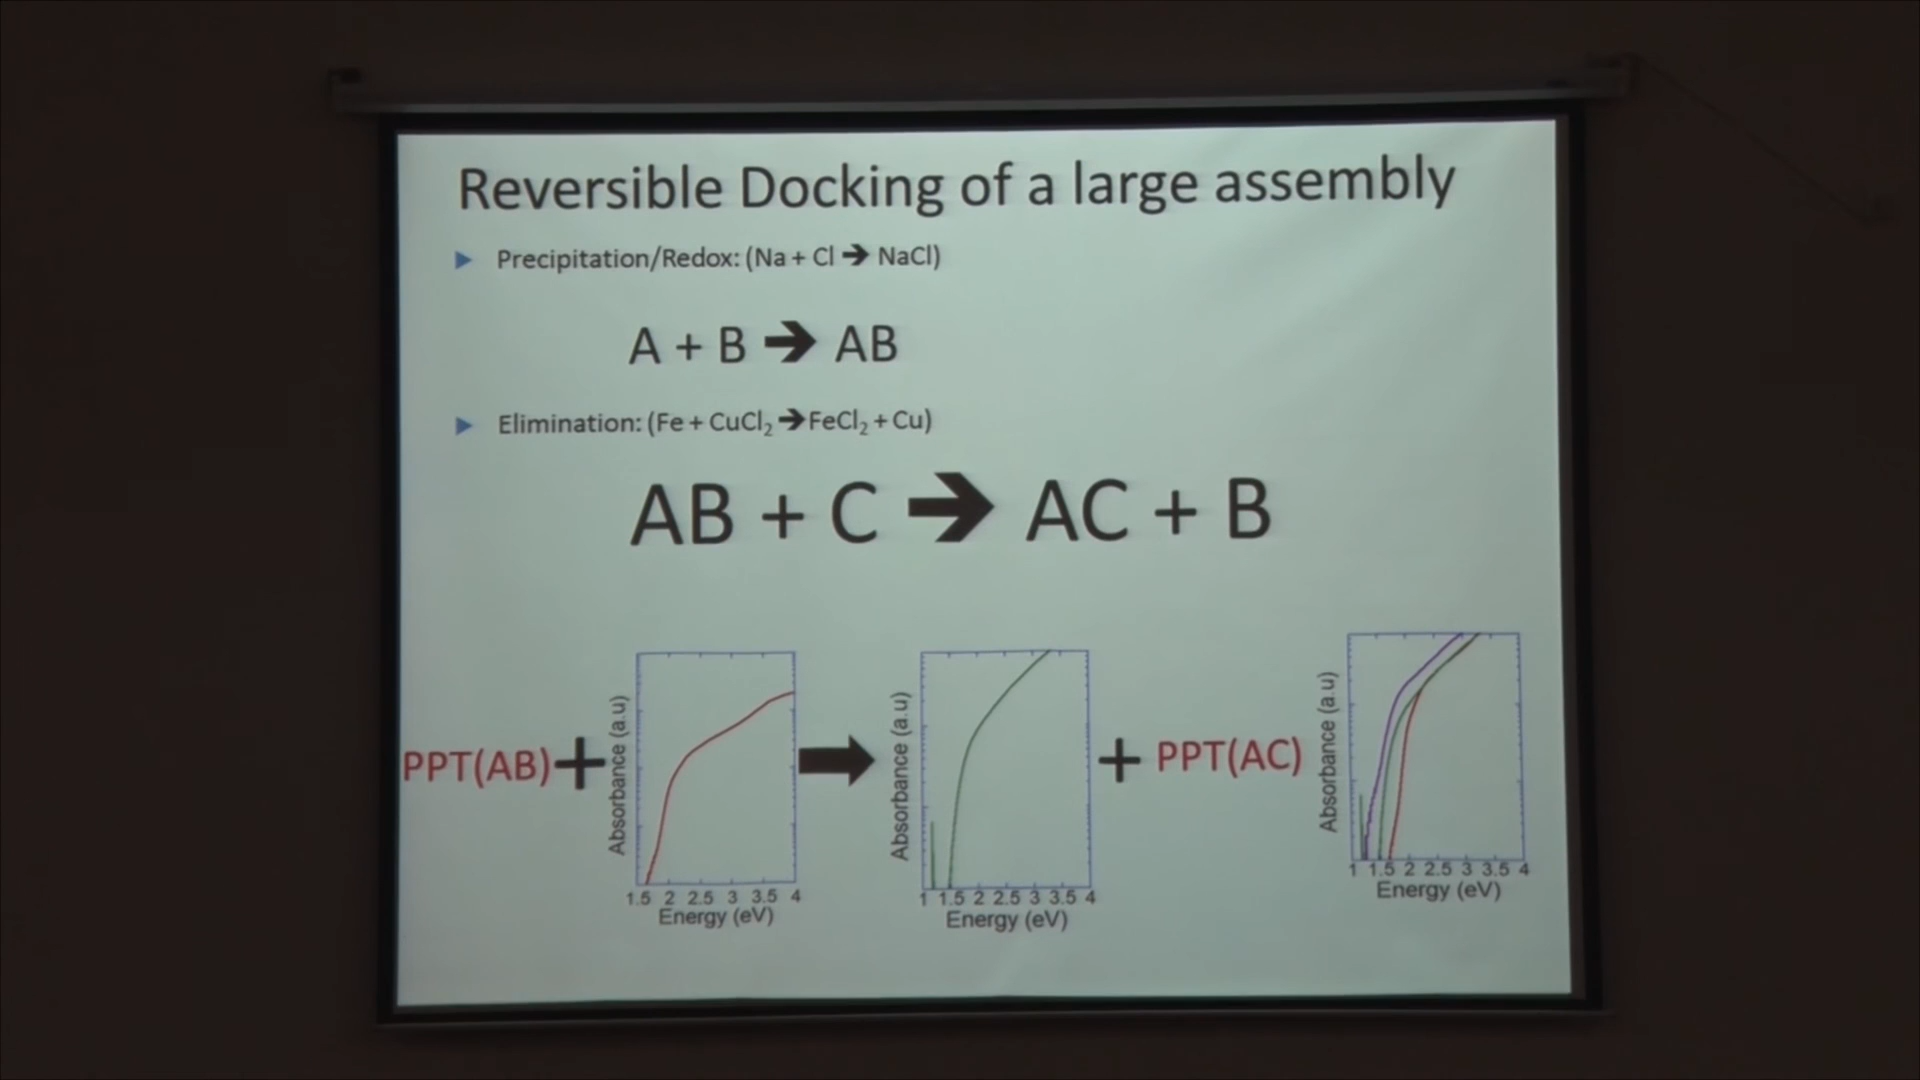 Reversible Docking of a large assembly
Precipitation/Redox: (Na + Cl ➔ NaCl)
A + B ➔ AB
Elimination: (Fe + CuCl₂ ➔ FeCl₂ + Cu)
AB + C ➔ AC + B
PPT(AB) +
Absorbance (a.u)
1.5 2 2.5 3 3.5 4
Energy (eV)
Absorbance (a.u)
1 1.5 2 2.5 3 3.5 4
Energy (eV)
+ PPT(AC)
Absorbance (a.u)
1 1.5 2 2.5 3 3.5 4
Energy (eV)